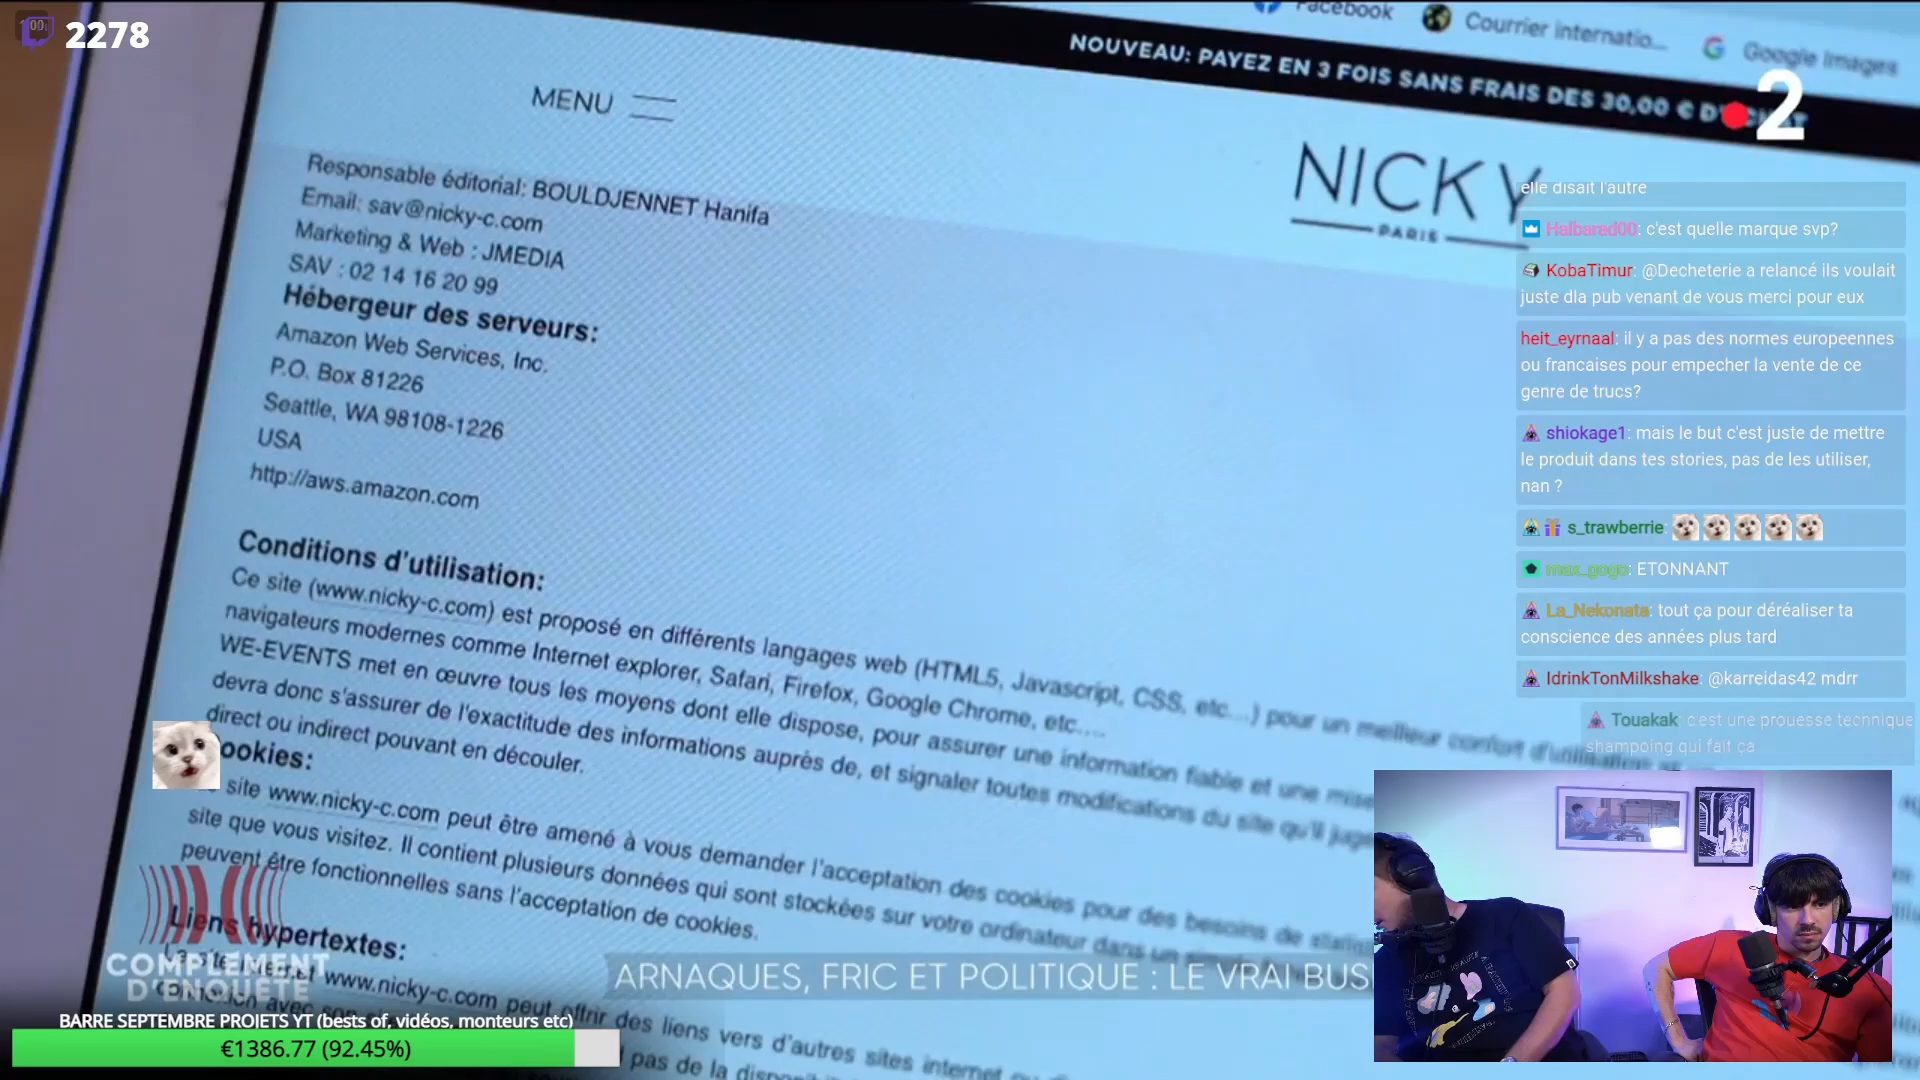 2278
Facebook
Courrier internatio...
Google Images
NOUVEAU: PAYEZ EN 3 FOIS SANS FRAIS DES 30,00 €
2
MENU
NICKY
PARIS
Responsable éditorial: BOULDJENNET Hanifa
Email: sav@nicky-c.com
Marketing & Web : JMEDIA
SAV : 02 14 16 20 99
Hébergeur des serveurs:
Amazon Web Services, Inc.
P.O. Box 81226
Seattle, WA 98108-1226
USA
http://aws.amazon.com
Conditions d'utilisation:
Ce site (www.nicky-c.com) est proposé en différents langages web (HTML5, Javascript, CSS, etc...) pour un meilleur confort d'utilisation
navigateurs modernes comme Internet explorer, Safari, Firefox, Google Chrome, etc....
WE-EVENTS met en œuvre tous les moyens dont elle dispose, pour assurer une information fiable et une mise
devra donc s'assurer de l'exactitude des informations auprès de, et signaler toutes modifications du site qu'il juge
direct ou indirect pouvant en découler.
ookies:
site www.nicky-c.com peut être amené à vous demander l'acceptation des cookies pour des besoins de
site que vous visitez. Il contient plusieurs données qui sont stockées sur votre ordinateur dans un
peuvent être fonctionnelles sans l'acceptation de cookies.
Liens hypertextes:
www.nicky-c.com peut offrir des liens vers d'autres sites internet
pas de la
COMPLÉMENT
D'ENQUÊTE
ARNAQUES, FRIC ET POLITIQUE : LE VRAI BUS
BARRE SEPTEMBRE PROJETS YT (bests of, vidéos, monteurs etc)
€1386.77 (92.45%)
elle disait l'autre
Halbarad00: c'est quelle marque svp?
KobaTimur: @Decheterie a relancé ils voulait
juste dla pub venant de vous merci pour eux
heit_eyrnaal: il y a pas des normes europeennes
ou francaises pour empecher la vente de ce
genre de trucs?
shiokage1: mais le but c'est juste de mettre
le produit dans tes stories, pas de les utiliser,
nan ?
s_trawberrie:
max_gogo: ETONNANT
La_Nekonata: tout ça pour déréaliser ta
conscience des années plus tard
IdrinkTonMilkshake: @karreidas42 mdrr
Touakak: c'est une prouesse technique
shampoing qui fait ça